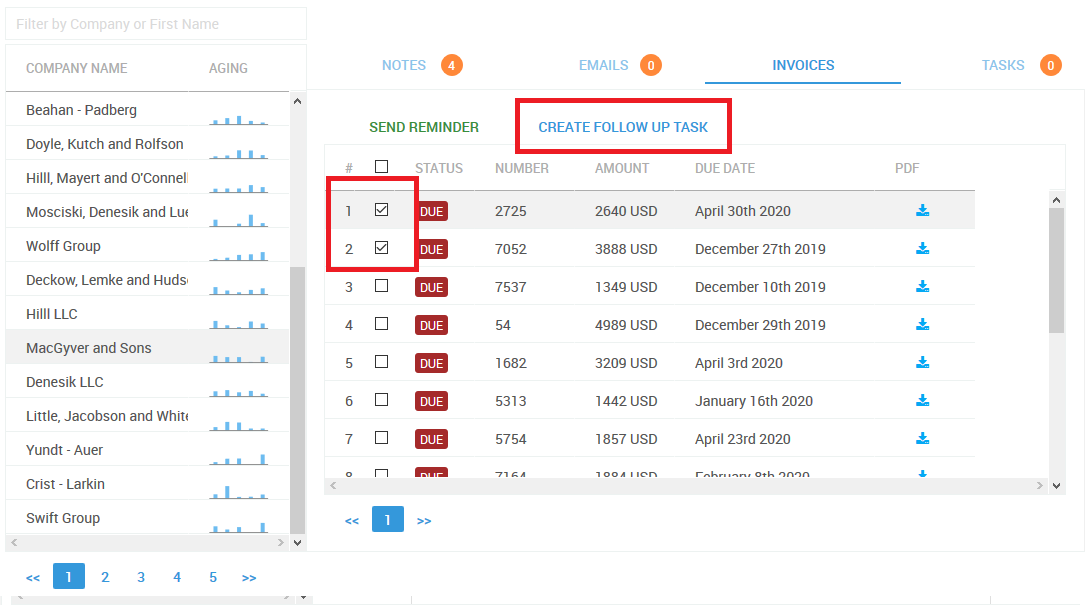 Filter by Company or First Name
COMPANY NAME AGING
Beahan - Padberg
Doyle, Kutch and Rolfson
Hilll, Mayert and O'Connell
Mosciski, Denesik and Lue
Wolff Group
Deckow, Lemke and Huds
Hilll LLC
MacGyver and Sons
Denesik LLC
Little, Jacobson and White
Yundt - Auer
Crist - Larkin
Swift Group
<< 1 2 3 4 5 >>
NOTES 4 EMAILS 0 INVOICES TASKS 0
SEND REMINDER CREATE FOLLOW UP TASK
# STATUS NUMBER AMOUNT DUE DATE PDF
1 DUE 2725 2640 USD April 30th 2020
2 DUE 7052 3888 USD December 27th 2019
3 DUE 7537 1349 USD December 10th 2019
4 DUE 54 4989 USD December 29th 2019
5 DUE 1682 3209 USD April 3rd 2020
6 DUE 5313 1442 USD January 16th 2020
7 DUE 5754 1857 USD April 23rd 2020
8 DUE 7164 1884 USD February 8th 2020
<< 1 >>